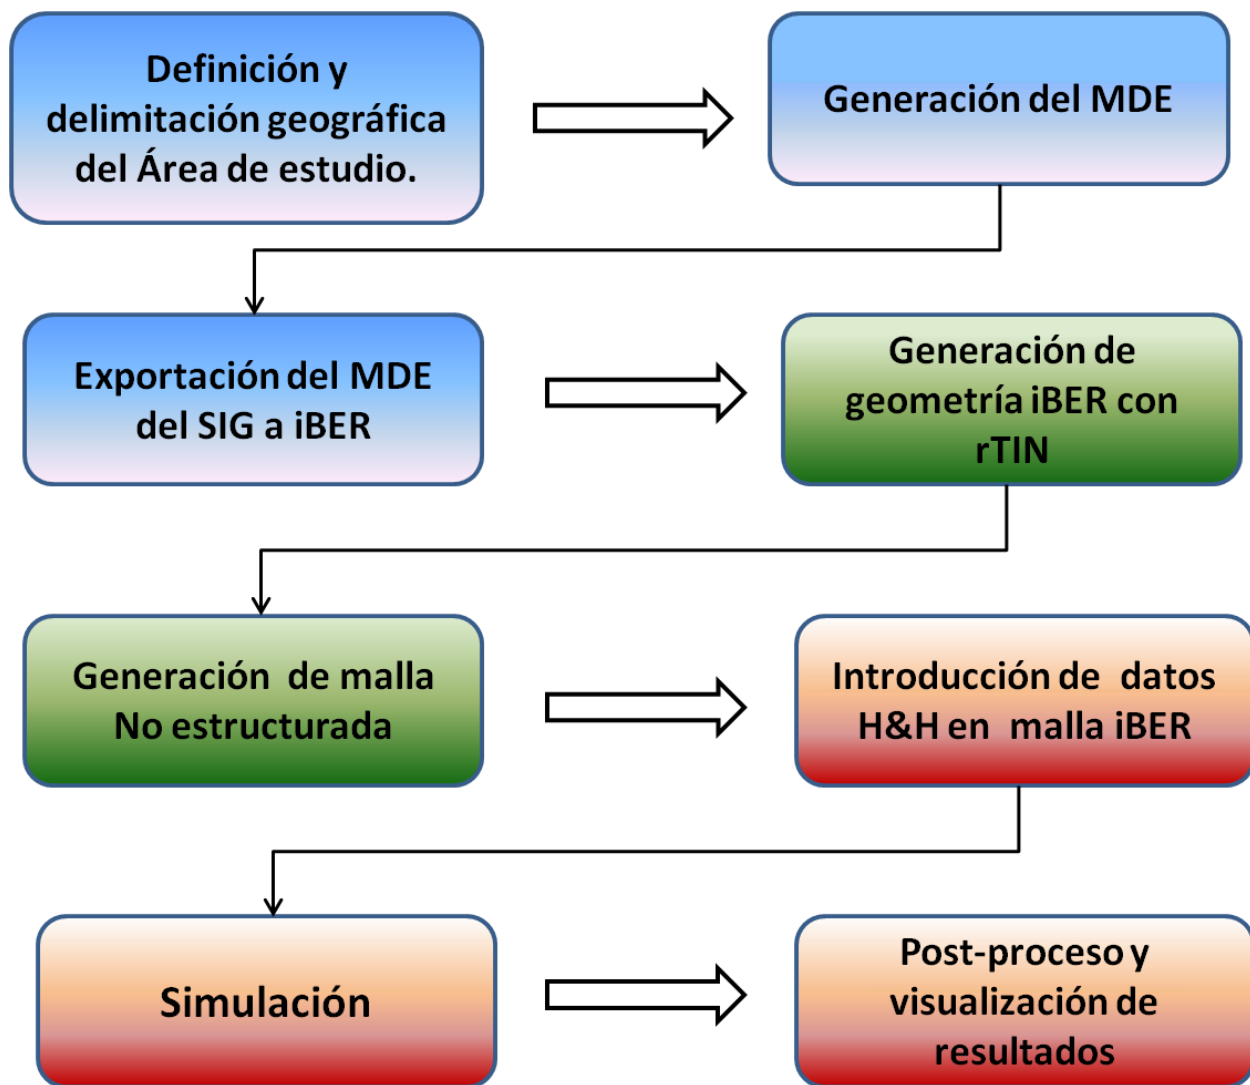 Definición y
delimitación geográfica
del Área de estudio.
Generación del MDE
Exportación del MDE
del SIG a iBER
Generación de
geometría iBER con
rTIN
Generación de malla
No estructurada
Introducción de datos
H&H en malla iBER
Simulación
Post-proceso y
visualización de
resultados